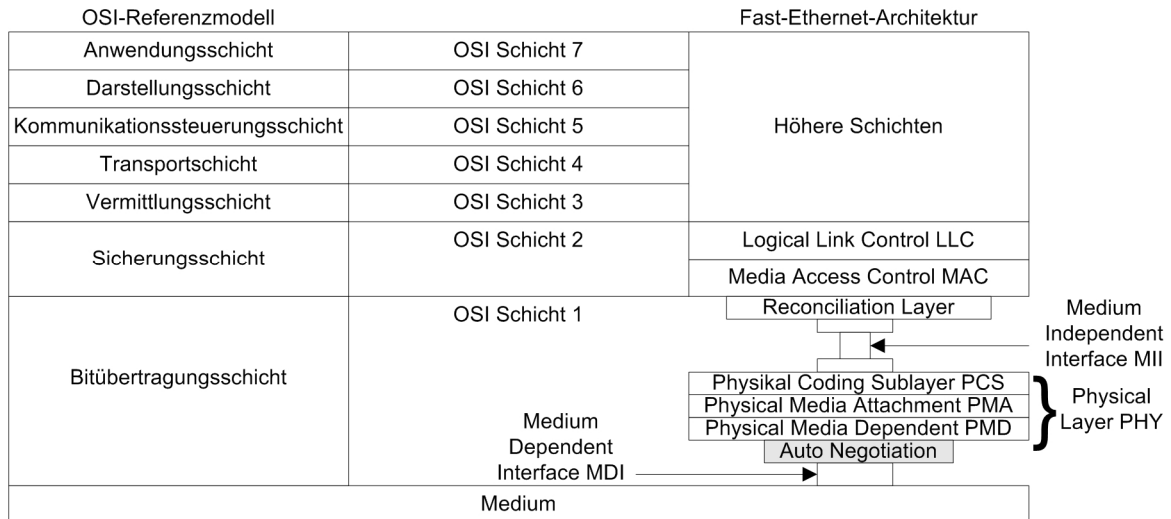 OSI-Referenzmodell
Fast-Ethernet-Architektur
Anwendungsschicht
OSI Schicht 7
Darstellungsschicht
OSI Schicht 6
Kommunikationssteuerungsschicht
OSI Schicht 5
Höhere Schichten
Transportschicht
OSI Schicht 4
Vermittlungsschicht
OSI Schicht 3
Sicherungsschicht
OSI Schicht 2
Logical Link Control LLC
Media Access Control MAC
Bitübertragungsschicht
OSI Schicht 1
Reconciliation Layer
Medium
Independent
Interface MII
Physikal Coding Sublayer PCS
Physical Media Attachment PMA
Physical Media Dependent PMD
Physical
Layer PHY
Auto Negotiation
Medium
Dependent
Interface MDI
Medium